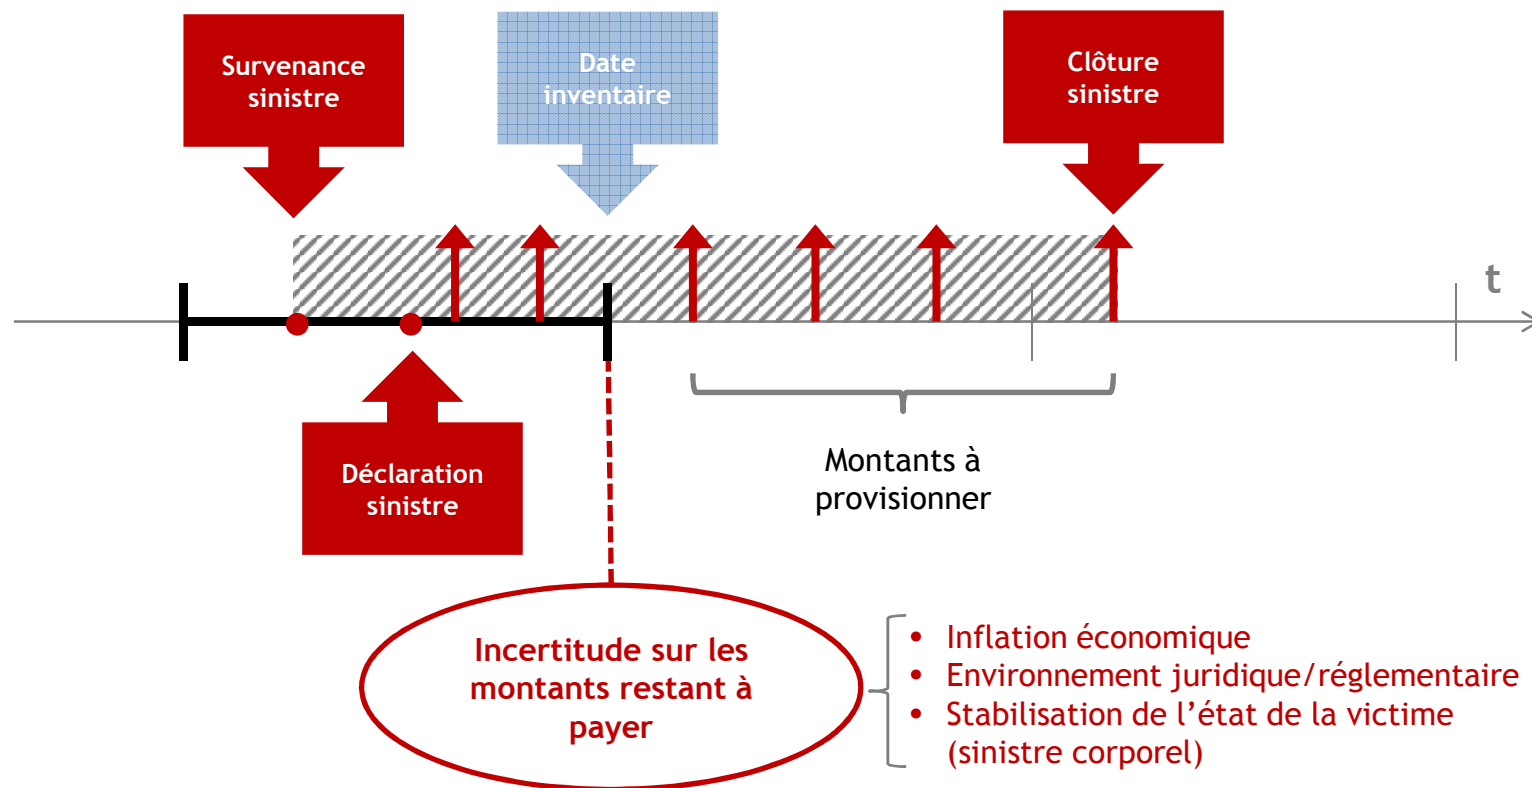 Survenance
sinistre
Date
inventaire
Clôture
sinistre
t
Déclaration
sinistre
Montants à
provisionner
Incertitude sur les
montants restant à
payer
• Inflation économique
• Environnement juridique/réglementaire
• Stabilisation de l’état de la victime
(sinistre corporel)